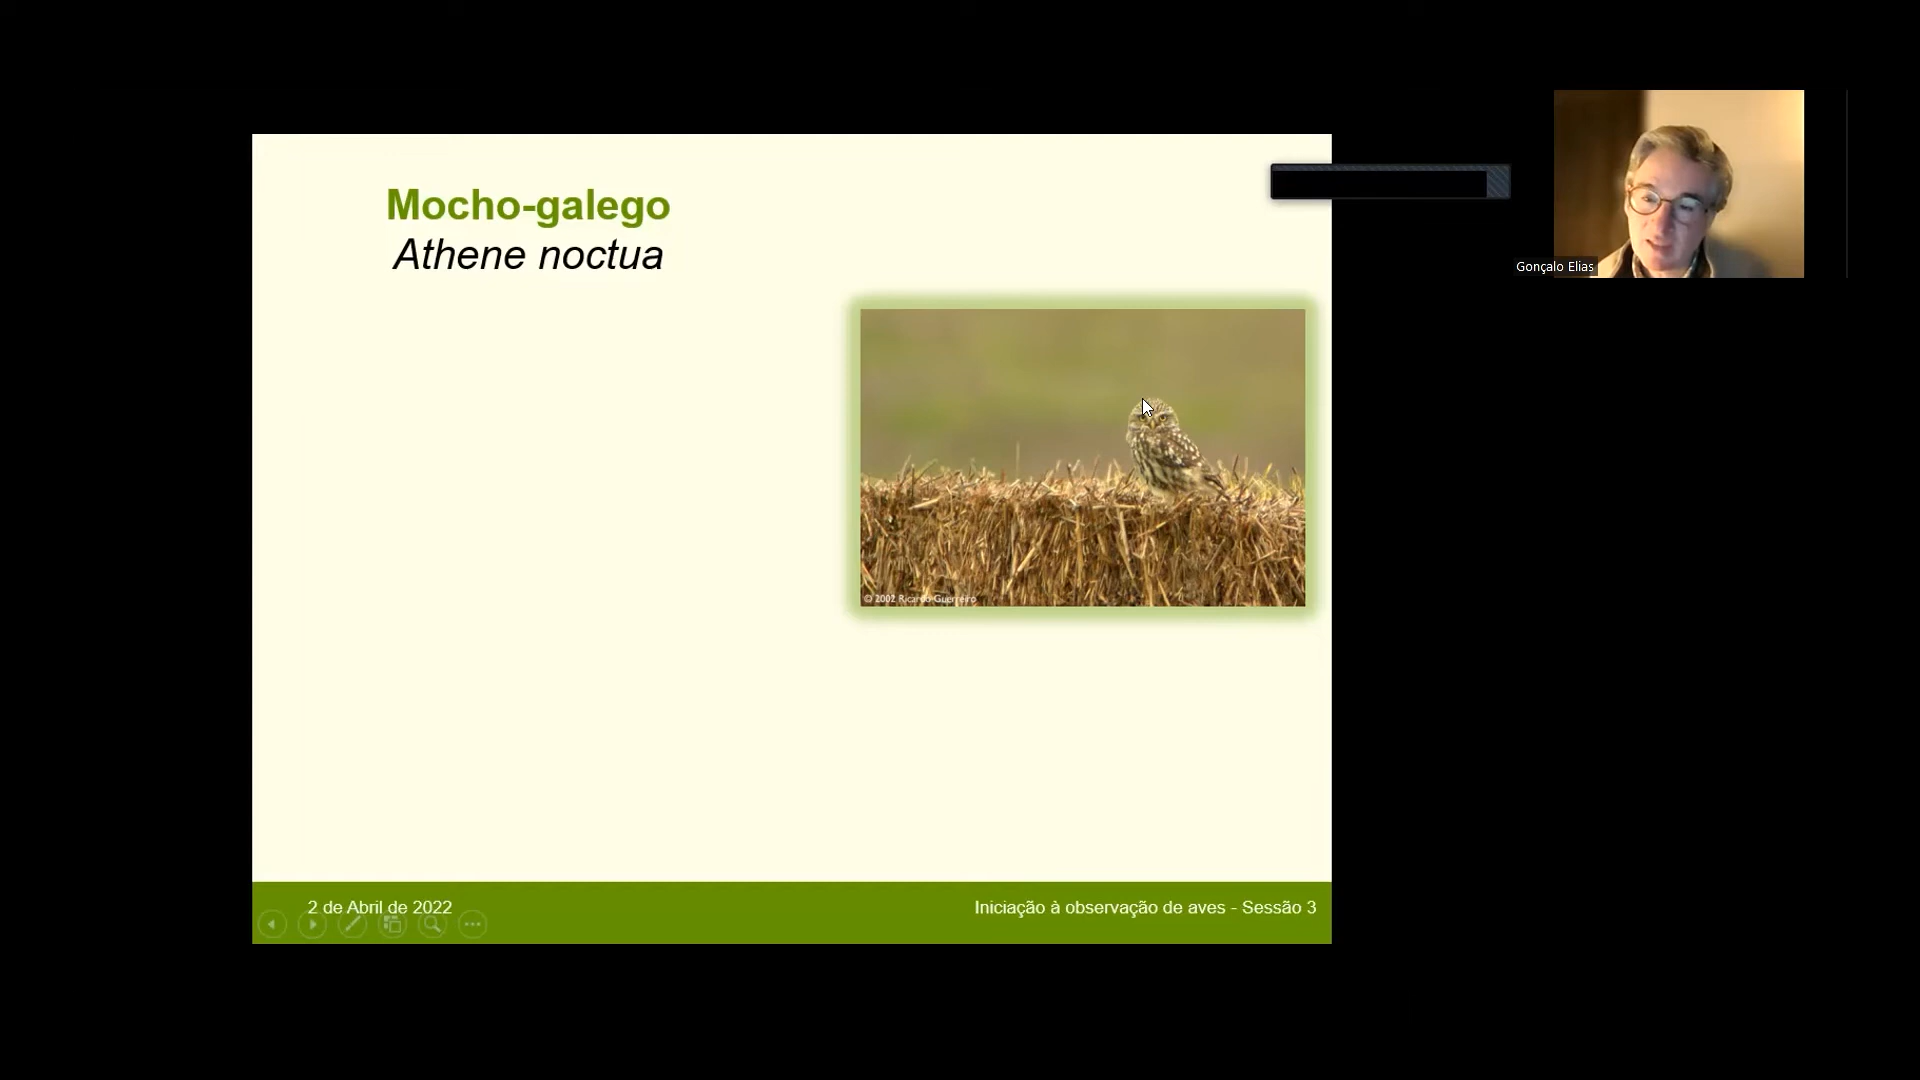 Mocho-galego
Athene noctua
Gonçalo Elias
© 2002 Ricardo Guerreiro
2 de Abril de 2022
Iniciação à observação de aves - Sessão 3